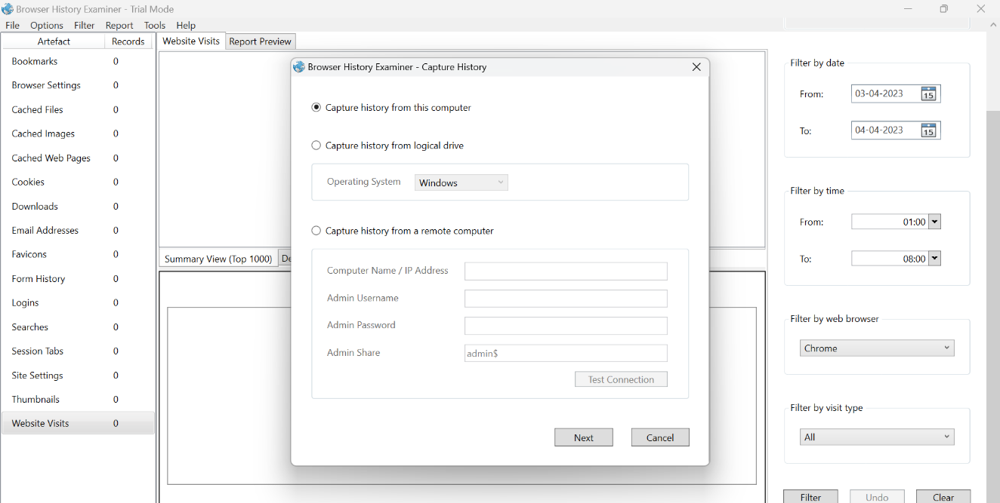 Browser History Examiner - Trial Mode
File Options Filter Report Tools Help
Artefact Records
Bookmarks 0
Browser Settings 0
Cached Files 0
Cached Images 0
Cached Web Pages 0
Cookies 0
Downloads 0
Email Addresses 0
Favicons 0
Form History 0
Logins 0
Searches 0
Session Tabs 0
Site Settings 0
Thumbnails 0
Website Visits 0
Website Visits Report Preview
Summary View (Top 1000) De
Browser History Examiner - Capture History
Capture history from this computer
Capture history from logical drive
Operating System Windows
Capture history from a remote computer
Computer Name / IP Address
Admin Username
Admin Password
Admin Share admin$
Test Connection
Next Cancel
Filter by date
From: 03-04-2023 15
To: 04-04-2023 15
Filter by time
From: 01:00
To: 08:00
Filter by web browser
Chrome
Filter by visit type
All
Filter Undo Clear